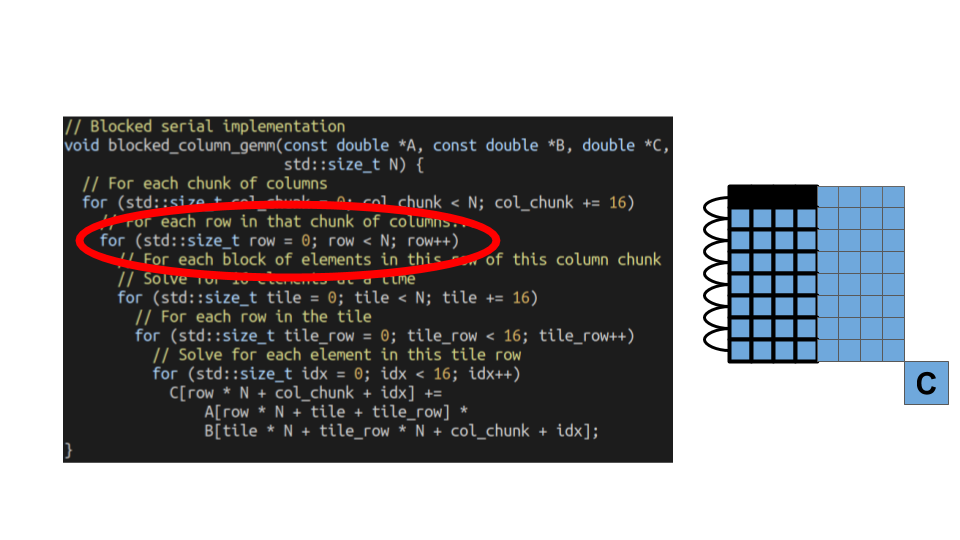 // Blocked serial implementation
void blocked_column_gemm(const double *A, const double *B, double *C,
std::size_t N) {
// For each chunk of columns
for (std::size_t col_chunk = 0; col_chunk < N; col_chunk += 16)
// For each row in that chunk of columns...
for (std::size_t row = 0; row < N; row++)
// For each block of elements in this row of this column chunk
// Solve for 16 elements at a time
for (std::size_t tile = 0; tile < N; tile += 16)
// For each row in the tile
for (std::size_t tile_row = 0; tile_row < 16; tile_row++)
// Solve for each element in this tile row
for (std::size_t idx = 0; idx < 16; idx++)
C[row * N + col_chunk + idx] +=
A[row * N + tile + tile_row] *
B[tile * N + tile_row * N + col_chunk + idx];
}
C